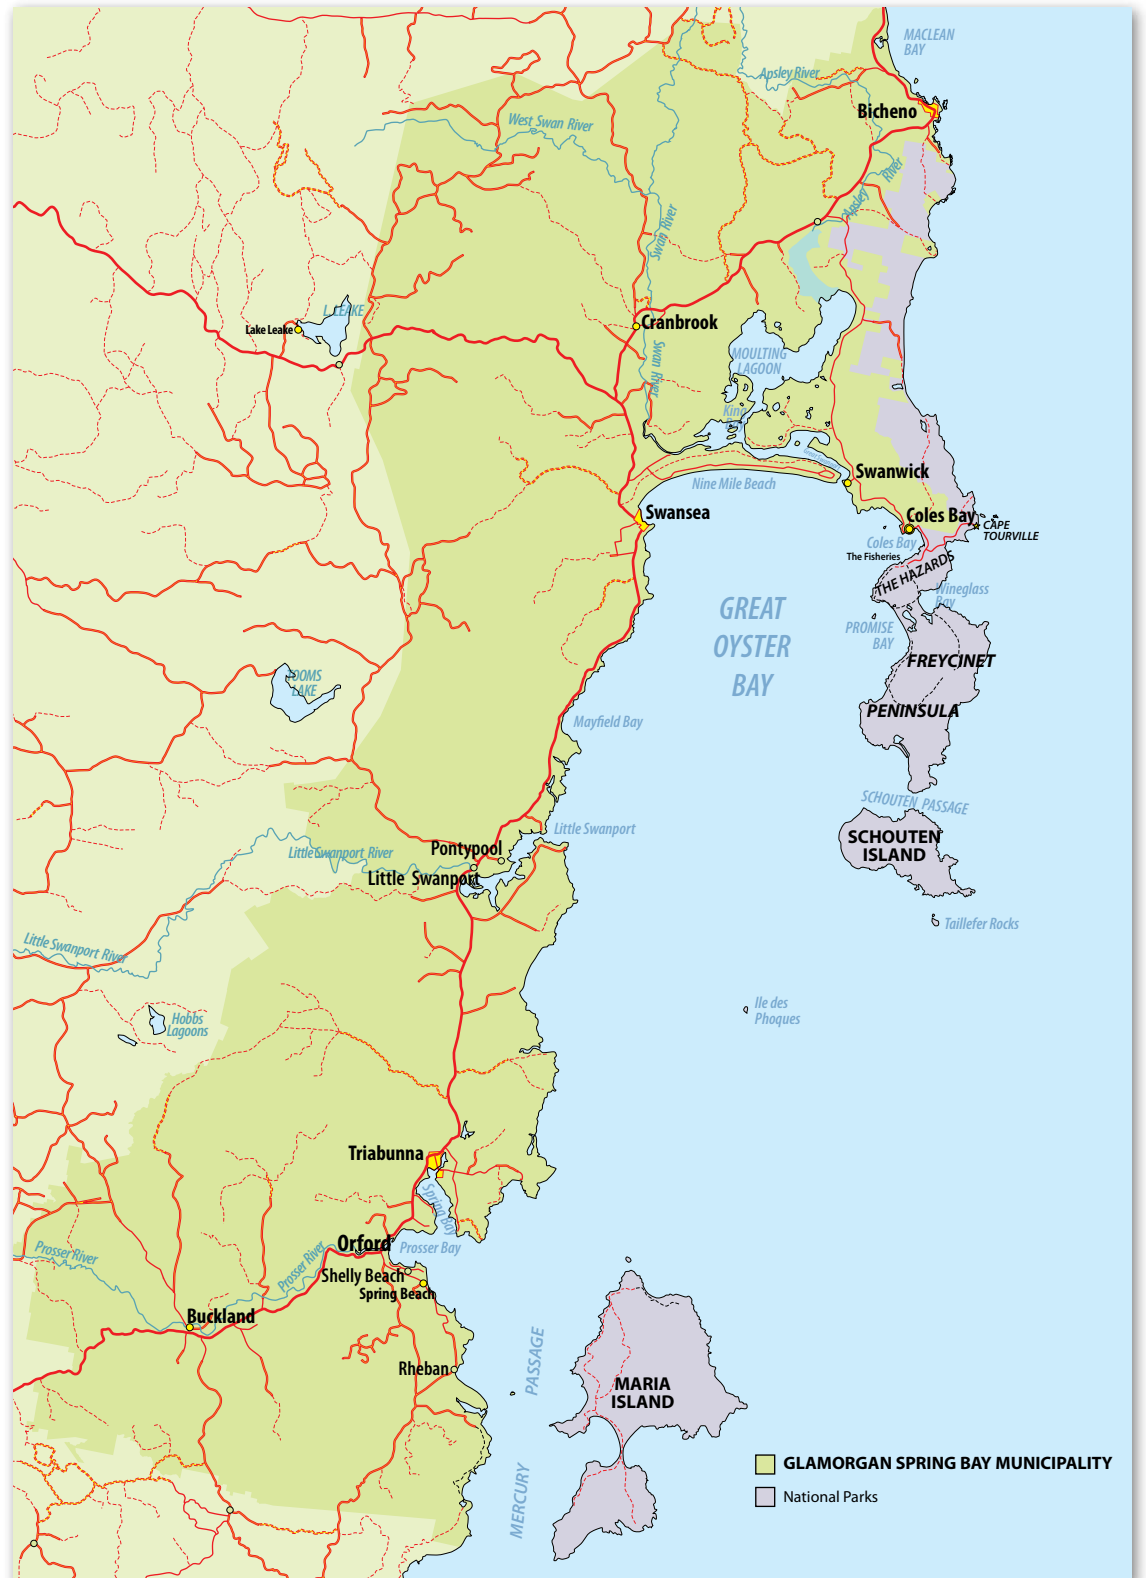 MACLEAN
BAY
Apsley River
Bicheno
West Swan River
Apsley
River
Swan River
L. LEAKE
Lake Leake
Cranbrook
Swan River
MOULTING
LAGOON
King
Bay
Swanwick
Nine Mile Beach
Swansea
Coles Bay
CAPE
TOURVILLE
Coles Bay
The Fisheries
THE HAZARDS
Wineglass
Bay
GREAT
OYSTER
BAY
PROMISE
BAY
FREYCINET
PENINSULA
TOOMS
LAKE
Mayfield Bay
SCHOUTEN PASSAGE
SCHOUTEN
ISLAND
Little Swanport
Pontypool
Little Swanport River
Little Swanport
Taillefer Rocks
Little Swanport River
Ile des
Phoques
Hobbs
Lagoons
Triabunna
Spring Bay
Orford
Prosser Bay
Prosser River
Prosser River
Shelly Beach
Spring Beach
Buckland
Rheban
MERCURY PASSAGE
MARIA
ISLAND
GLAMORGAN SPRING BAY MUNICIPALITY
National Parks